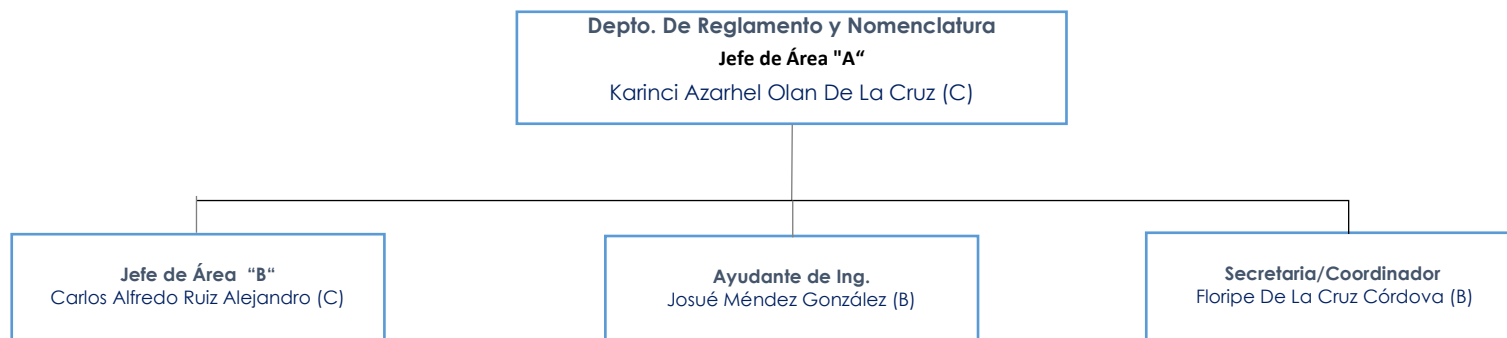 Depto. De Reglamento y Nomenclatura
Jefe de Área "A“
Karinci Azarhel Olan De La Cruz (C)
Jefe de Área “B“
Carlos Alfredo Ruiz Alejandro (C)
Ayudante de Ing.
Josué Méndez González (B)
Secretaria/Coordinador
Floripe De La Cruz Córdova (B)